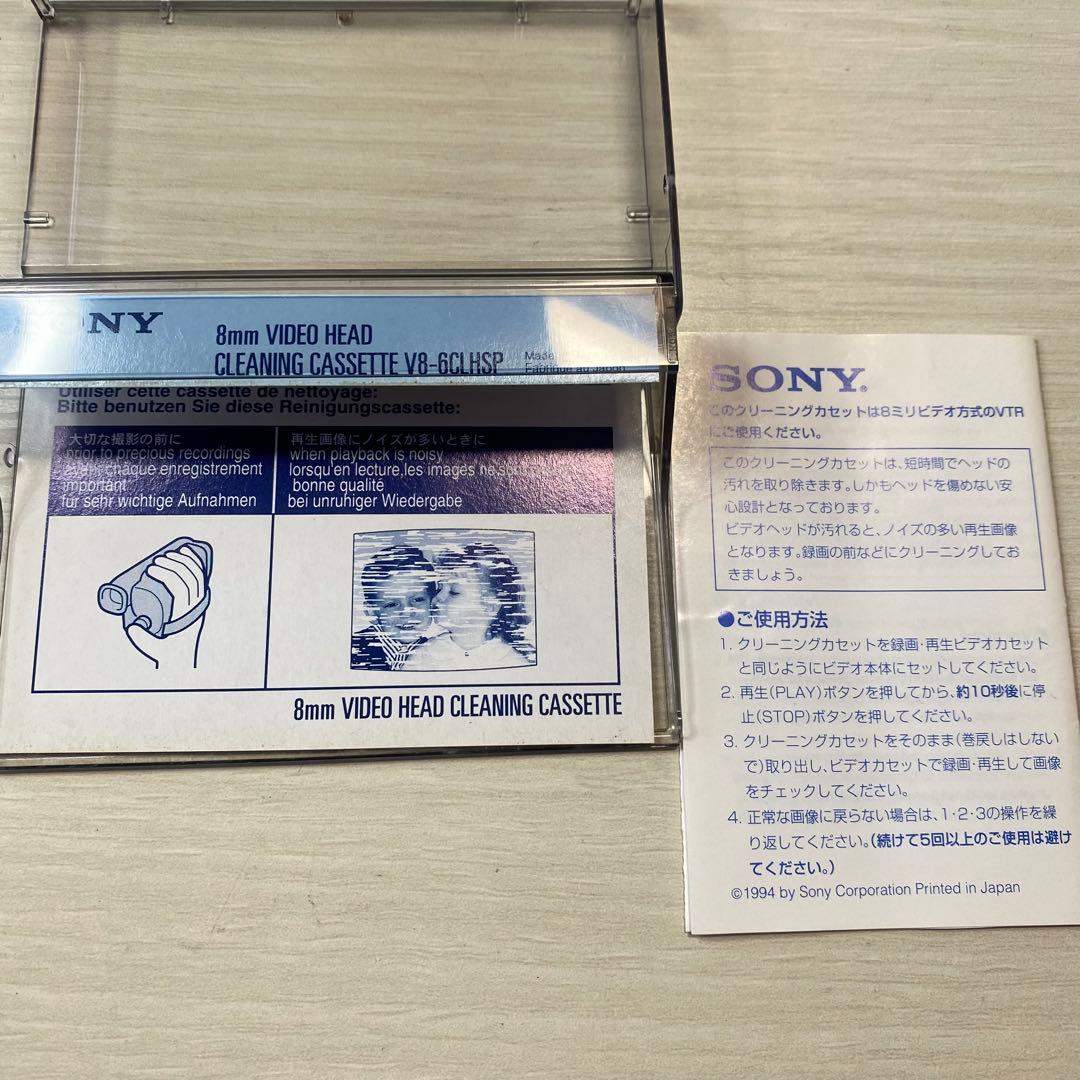 SONY
8mm VIDEO HEAD
CLEANING CASSETTE V8-6CLHSP
Made
Fabriqué au Japon
Utiliser cette cassette de nettoyage:
Bitte benutzen Sie diese Reinigungscassette:
大切な撮影の前に
prior to precious recordings
avant chaque enregistrement
important
für sehr wichtige Aufnahmen
再生画像にノイズが多いときに
when playback is noisy
lorsqu'en lecture,les images ne sont
bonne qualité
bei unruhiger Wiedergabe
8mm VIDEO HEAD CLEANING CASSETTE
SONY®
このクリーニングカセットは8ミリビデオ方式のVTR
にご使用ください。
このクリーニングカセットは、短時間でヘッドの
汚れを取り除きます。しかもヘッドを傷めない安
心設計となっております。
ビデオヘッドが汚れると、ノイズの多い再生画像
となります。録画の前などにクリーニングしてお
きましょう。
●ご使用方法
1. クリーニングカセットを録画・再生ビデオカセット
と同じようにビデオ本体にセットしてください。
2. 再生(PLAY)ボタンを押してから、約10秒後に停
止(STOP)ボタンを押してください。
3. クリーニングカセットをそのまま(巻戻しはしない
で)取り出し、ビデオカセットで録画・再生して画像
をチェックしてください。
4. 正常な画像に戻らない場合は、1・2・3の操作を繰
り返してください。(続けて5回以上のご使用は避け
てください。)
©1994 by Sony Corporation Printed in Japan